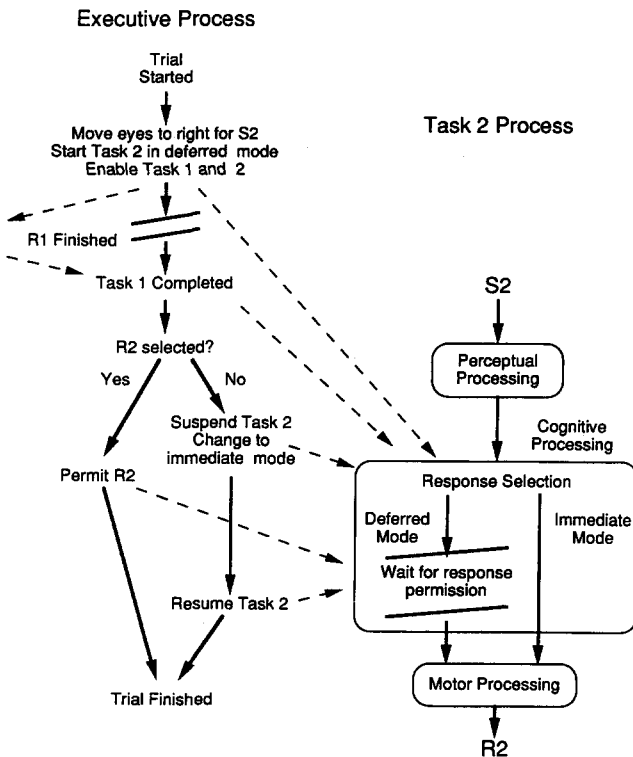 Executive Process
Trial
Started
Move eyes to right for S2
Start Task 2 in deferred mode
Enable Task 1 and 2
R1 Finished
Task 1 Completed
R2 selected?
Yes
No
Suspend Task 2
Change to
immediate mode
Permit R2
Resume Task 2
Trial Finished
Task 2 Process
S2
Perceptual
Processing
Cognitive
Processing
Response Selection
Deferred
Mode
Immediate
Mode
Wait for response
permission
Motor Processing
R2